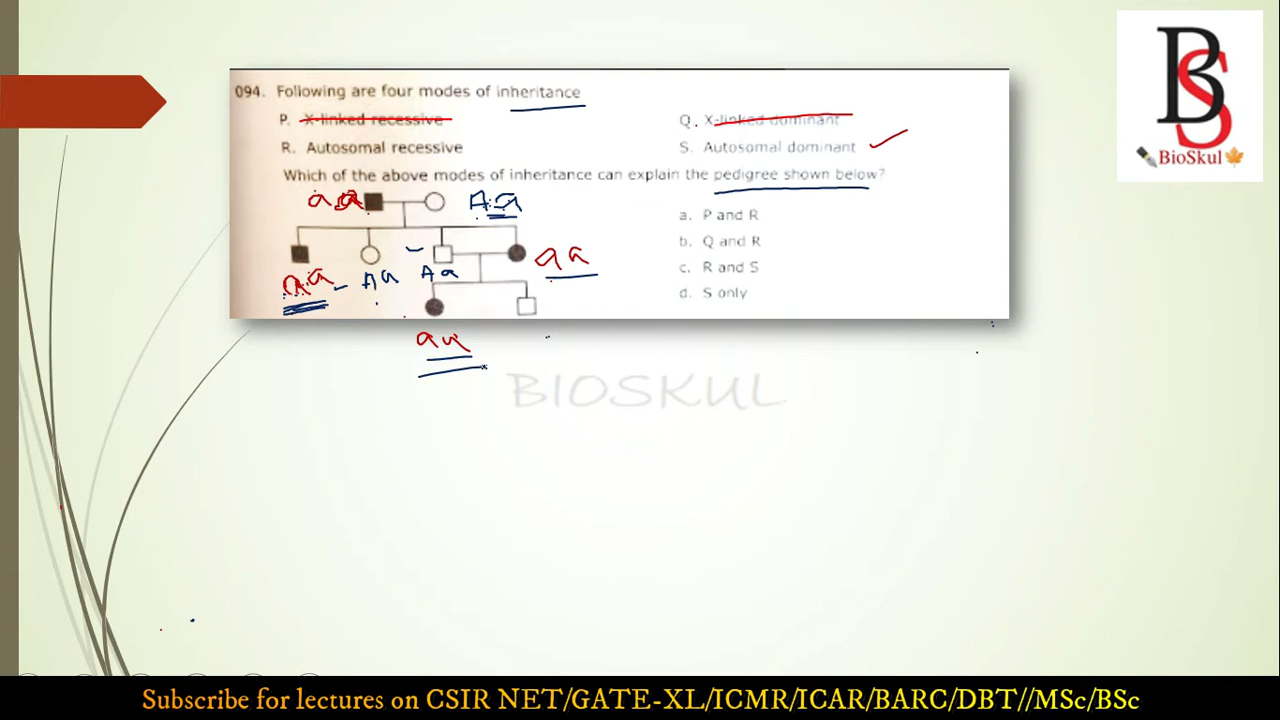 094. Following are four modes of inheritance
P. X-linked recessive
Q. X-linked dominant
R. Autosomal recessive
S. Autosomal dominant
Which of the above modes of inheritance can explain the pedigree shown below?
aa
Aa
a. P and R
b. Q and R
aa
c. R and S
aa
Aa
Aa
d. S only
aa
BIOSKUL
BS
BioSkul
Subscribe for lectures on CSIR NET/GATE-XL/ICMR/ICAR/BARC/DBT//MSc/BSc